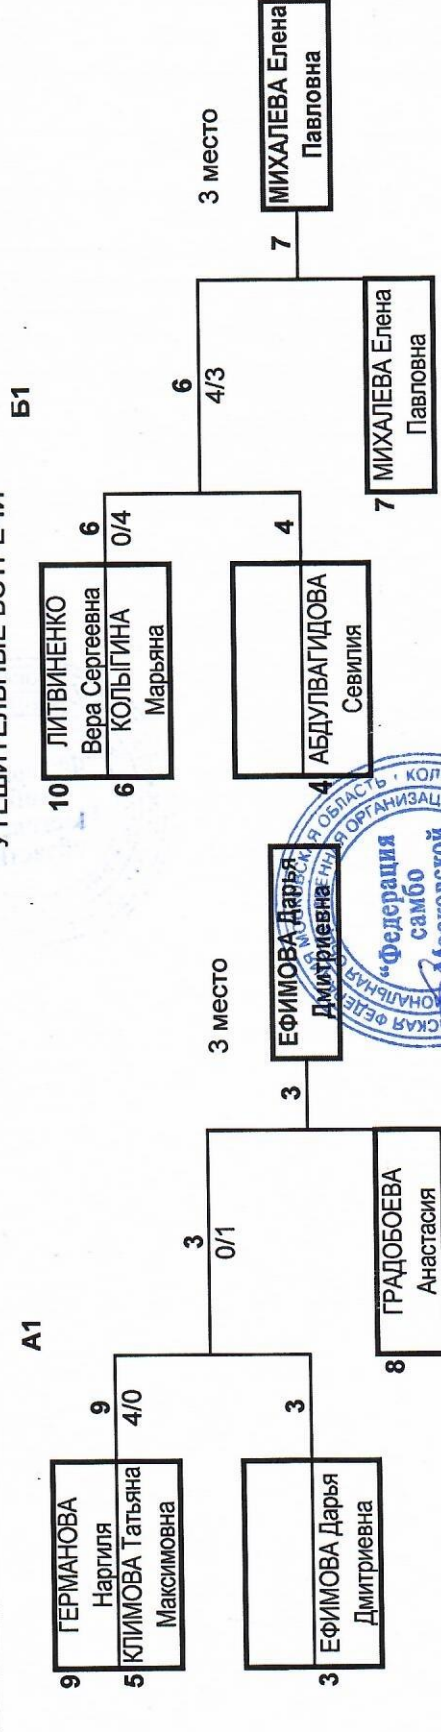 УТЕШИТЕЛЬНЫЕ ВСТРЕЧИ
А1
9
ГЕРМАНОВА
Наргиля
5
КЛИМОВА Татьяна
Максимовна
9
4/0
3
ЕФИМОВА Дарья
Дмитриевна
3
3
0/1
8
ГРАДОБОЕВА
Анастасия
3
3 место
ЕФИМОВА Дарья
Дмитриевна
Б1
10
ЛИТВИНЕНКО
Вера Сергеевна
6
КОЛЫГИНА
Марьяна
6
0/4
4
АБДУЛВАГИДОВА
Севилия
4
6
4/3
7
МИХАЛЕВА Елена
Павловна
7
3 место
МИХАЛЕВА Елена
Павловна
"Федерация
самбо
Московской